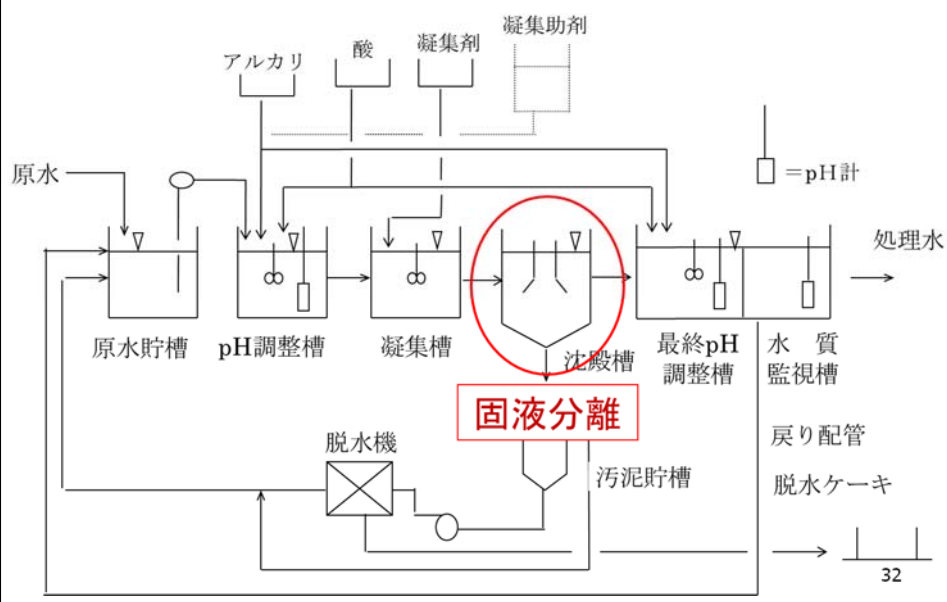 凝集助剤
酸
凝集剤
アルカリ
原水
＝pH計
処理水
原水貯槽
pH調整槽
凝集槽
沈殿槽
最終pH
調整槽
水　質
監視槽
固液分離
脱水機
戻り配管
汚泥貯槽
脱水ケーキ
32